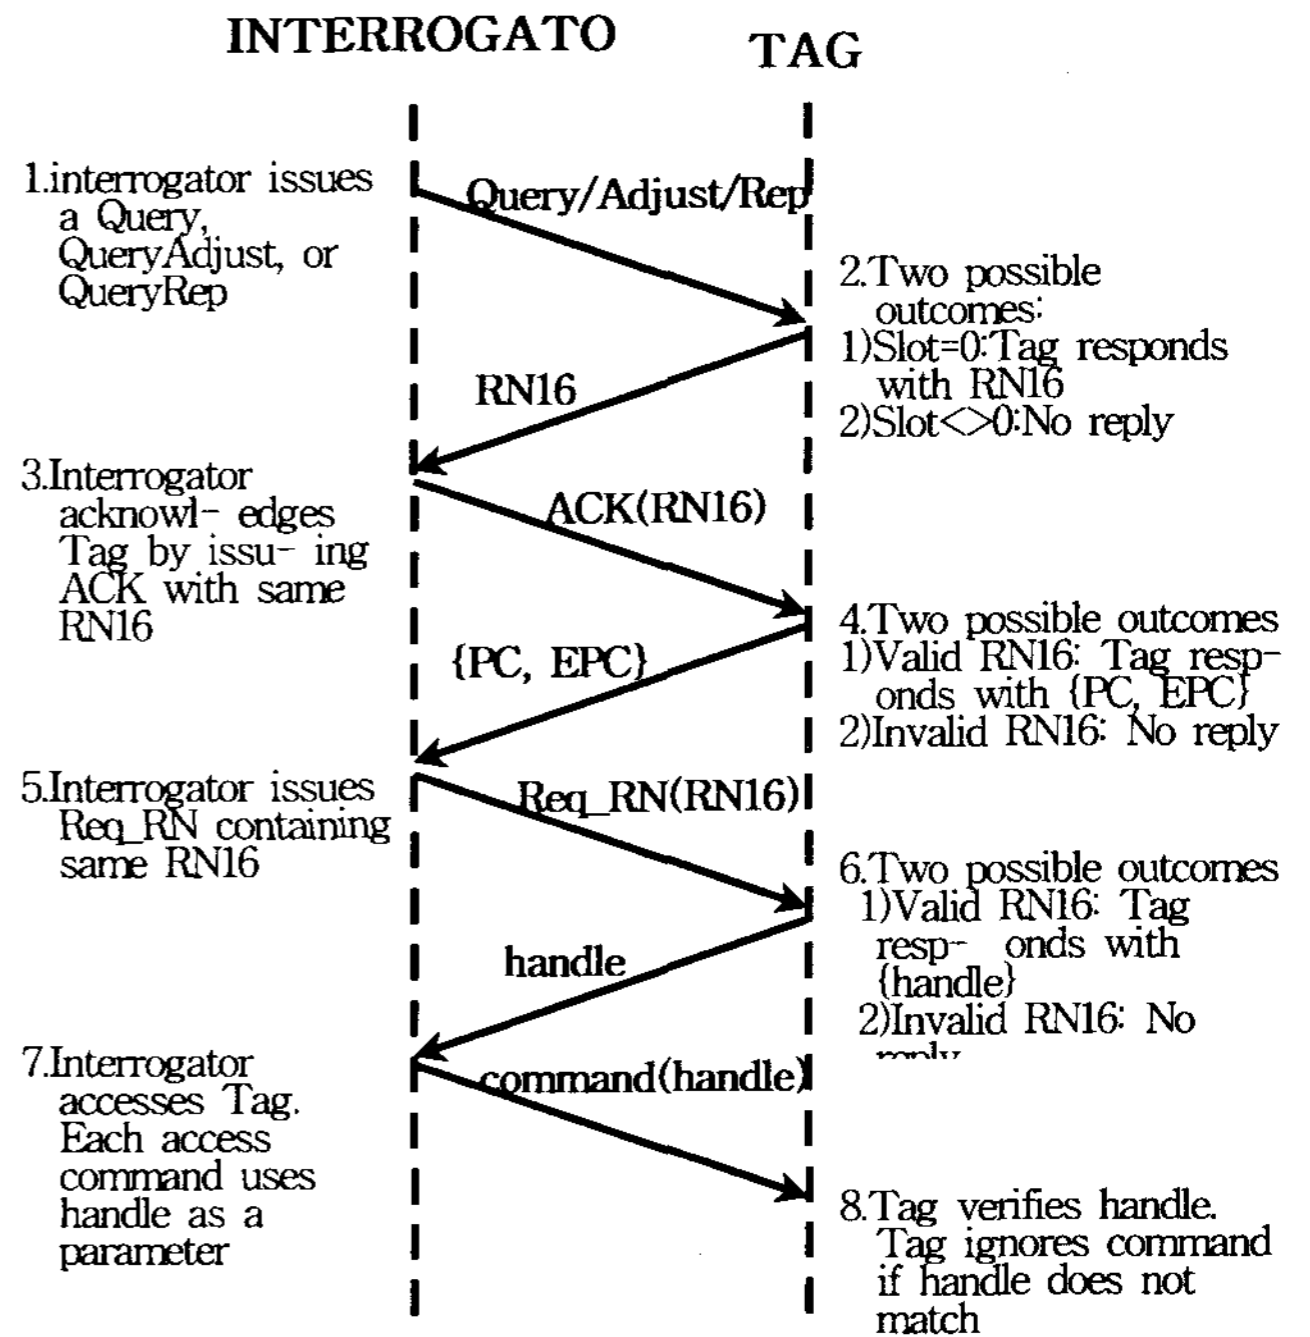 INTERROGATO
TAG
1.interrogator issues
a Query,
QueryAdjust, or
QueryRep
Query/Adjust/Rep
2.Two possible
outcomes:
1)Slot=0:Tag responds
with RN16
2)Slot<>0:No reply
RN16
3.Interrogator
acknowl- edges
Tag by issu- ing
ACK with same
RN16
ACK(RN16)
4.Two possible outcomes
1)Valid RN16: Tag resp-
onds with {PC, EPC}
2)Invalid RN16: No reply
{PC, EPC}
5.Interrogator issues
Req_RN containing
same RN16
Req_RN(RN16)
6.Two possible outcomes
1)Valid RN16: Tag
resp- onds with
{handle}
2)Invalid RN16: No
handle
7.Interrogator
accesses Tag.
Each access
command uses
handle as a
parameter
command(handle)
8.Tag verifies handle.
Tag ignores command
if handle does not
match